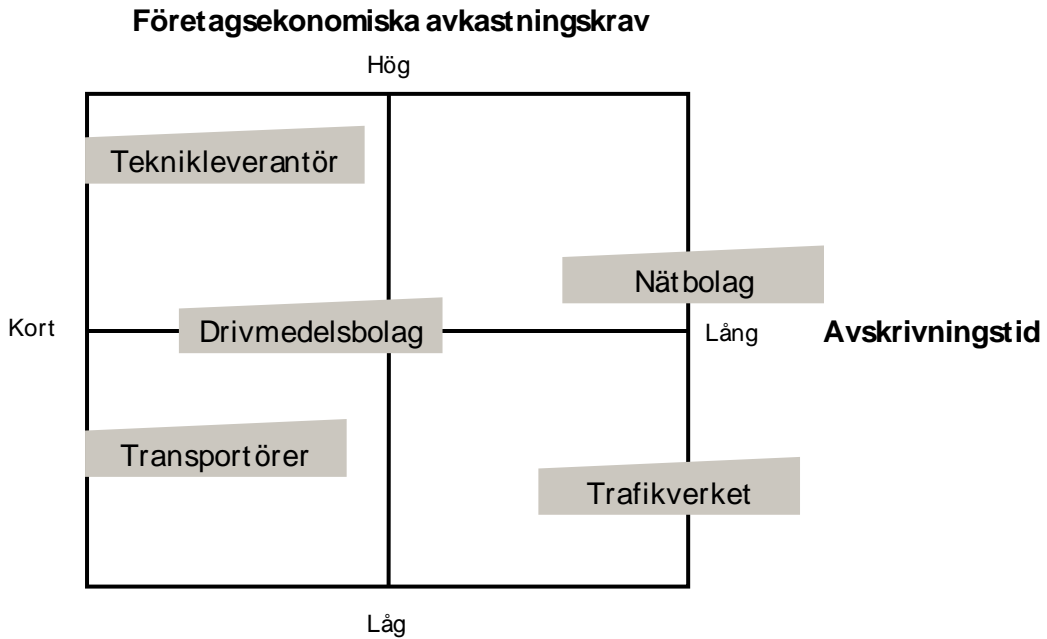 Företagsekonomiska avkastningskrav
Hög
Teknikleverantör
Nätbolag
Kort
Drivmedelsbolag
Lång
Avskrivningstid
Transportörer
Trafikverket
Låg